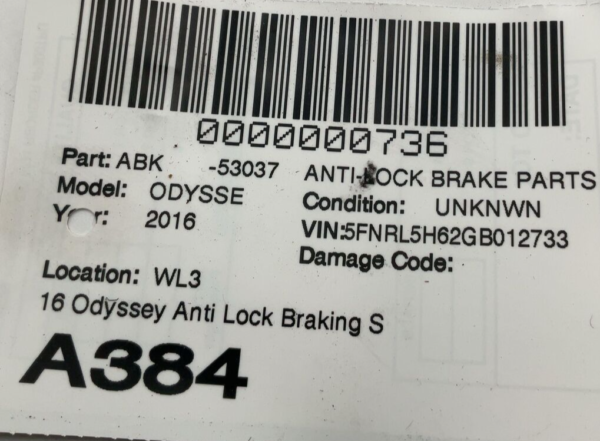 0000000736
Part: ABK -53037 ANTI-LOCK BRAKE PARTS
Model: ODYSSE Condition: UNKNWN
Year: 2016 VIN:5FNRL5H62GB012733
Damage Code:
Location: WL3
16 Odyssey Anti Lock Braking S
A384